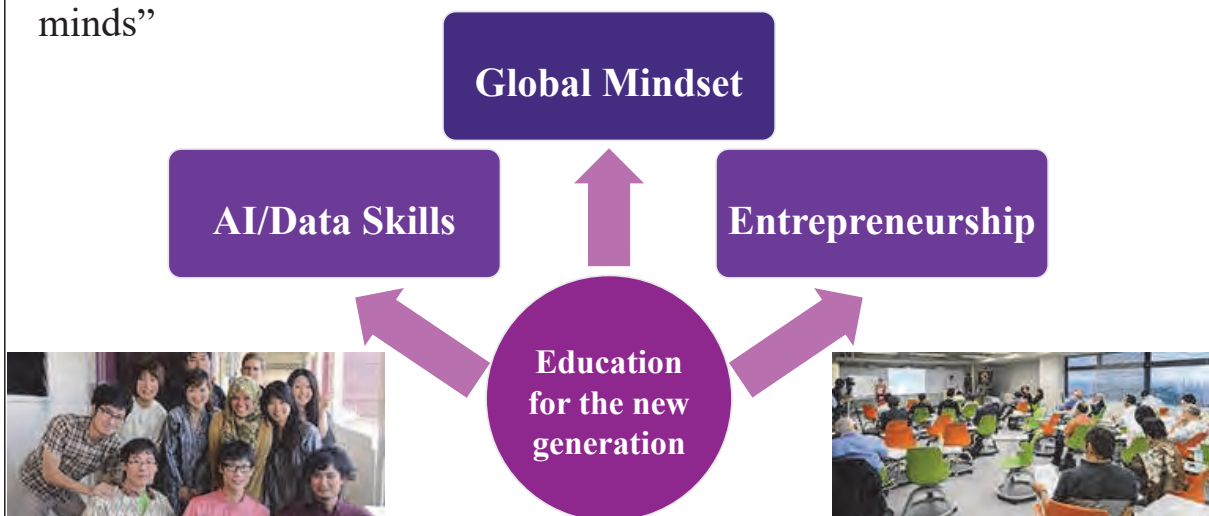 minds”
Global Mindset
AI/Data Skills
Entrepreneurship
Education
for the new
generation